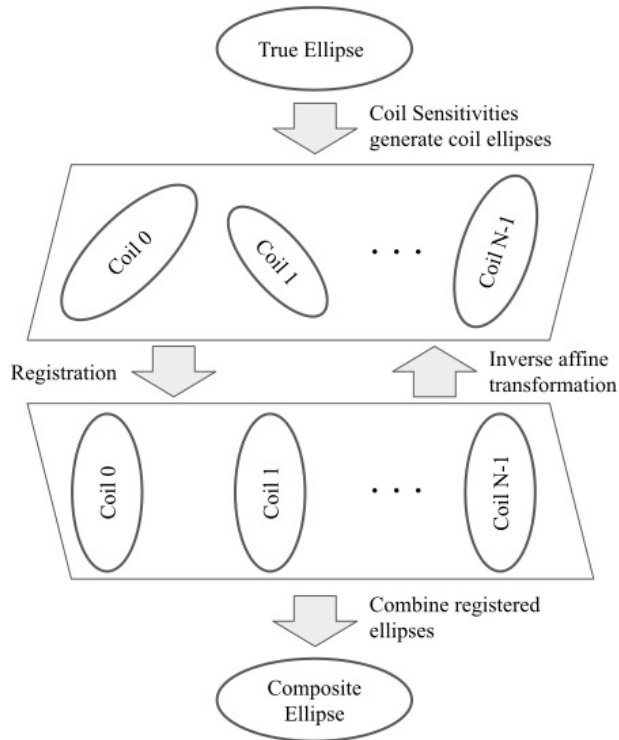 True Ellipse
Coil Sensitivities
generate coil ellipses
Coil 0
Coil 1
. . .
Coil N-1
Registration
Inverse affine
transformation
Coil 0
Coil 1
. . .
Coil N-1
Combine registered
ellipses
Composite
Ellipse